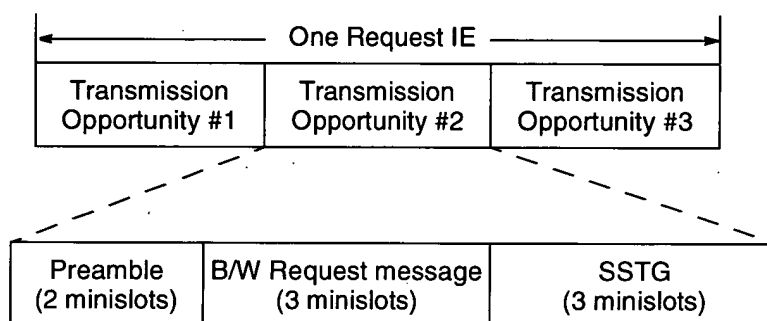 One Request IE
Transmission Opportunity #1
Transmission Opportunity #2
Transmission Opportunity #3
Preamble
(2 minislots)
B/W Request message
(3 minislots)
SSTG
(3 minislots)